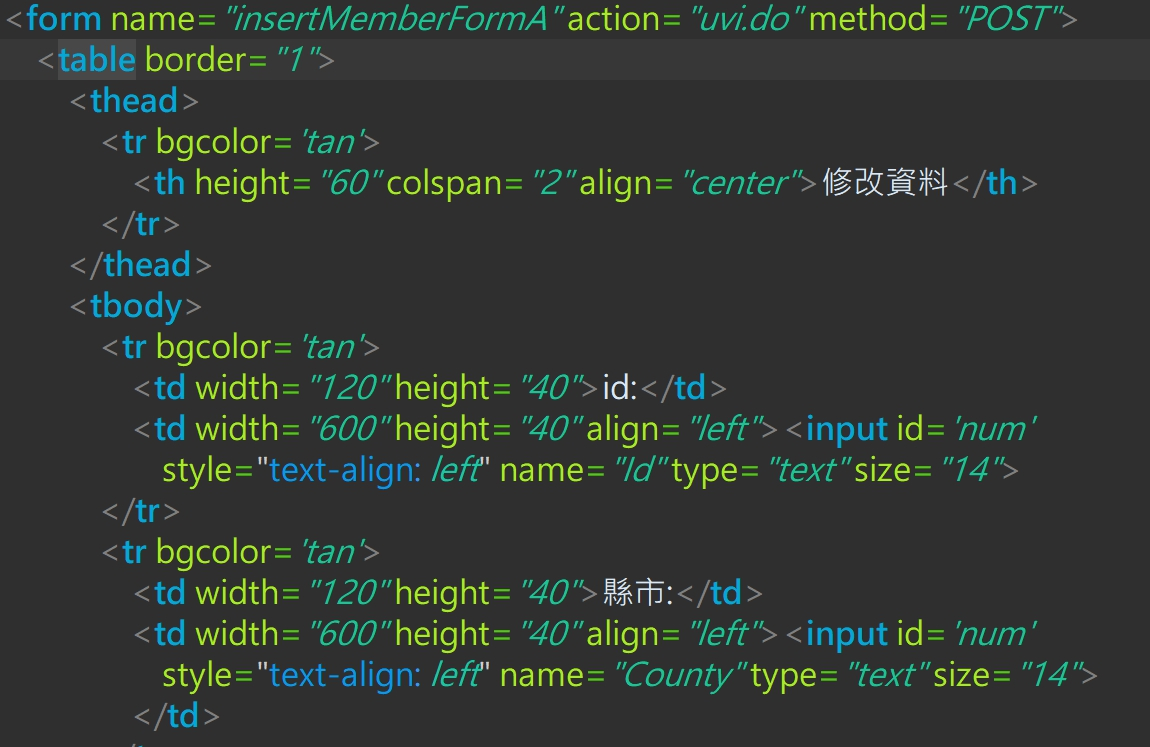 <form name="insertMemberFormA" action="uvi.do" method="POST">
<table border="1">
<thead>
<tr bgcolor='tan'>
<th height="60" colspan="2" align="center">修改資料</th>
</tr>
</thead>
<tbody>
<tr bgcolor='tan'>
<td width="120" height="40">id:</td>
<td width="600" height="40" align="left"><input id='num'
style="text-align: left" name="Id" type="text" size="14">
</tr>
<tr bgcolor='tan'>
<td width="120" height="40">縣市:</td>
<td width="600" height="40" align="left"><input id='num'
style="text-align: left" name="County" type="text" size="14">
</td>